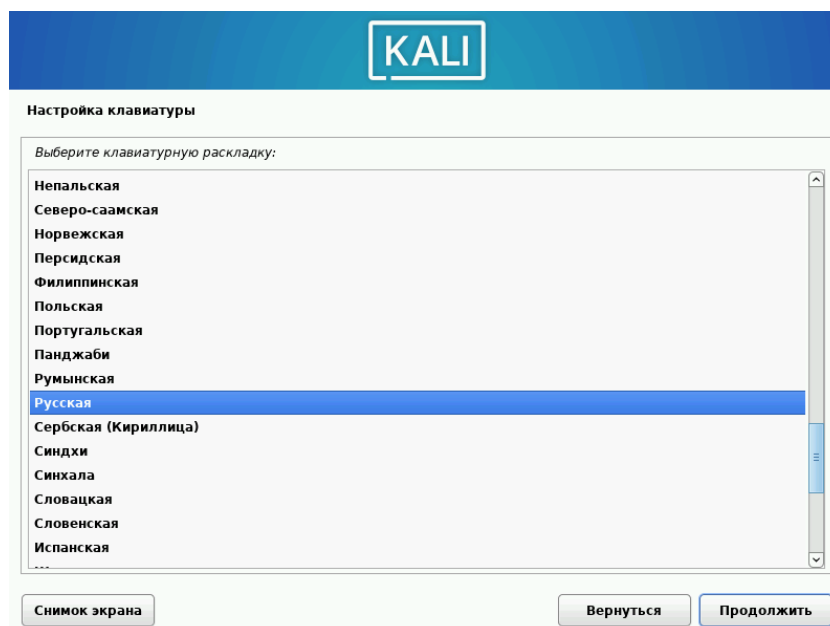 KALI
Настройка клавиатуры
Выберите клавиатурную раскладку:
Непальская
Северо-саамская
Норвежская
Персидская
Филиппинская
Польская
Португальская
Панджаби
Румынская
Русская
Сербская (Кириллица)
Синдхи
Синхала
Словацкая
Словенская
Испанская
Снимок экрана
Вернуться
Продолжить